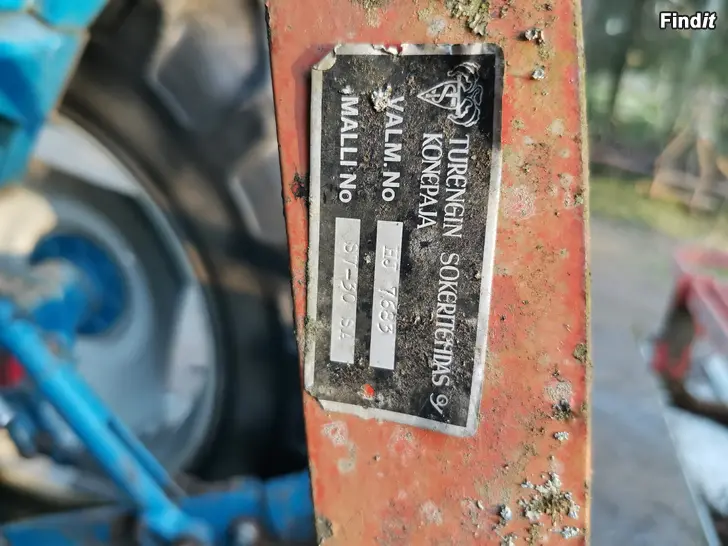 Findit
TURENGIN SOKERITEHDAS OY
KONEPAJA
VALM.No
MALLI No